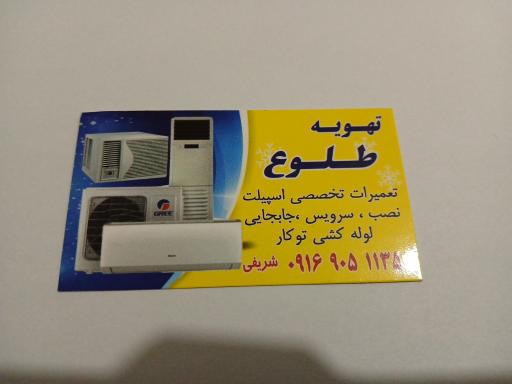 تهویه
طلوع
تعمیرات تخصصی اسپیلت
نصب ، سرویس ،جابجایی
لوله کشی توکار
۰۹۱۶ ۹۰۵ ۱۱۳۵ شریفی
GREE